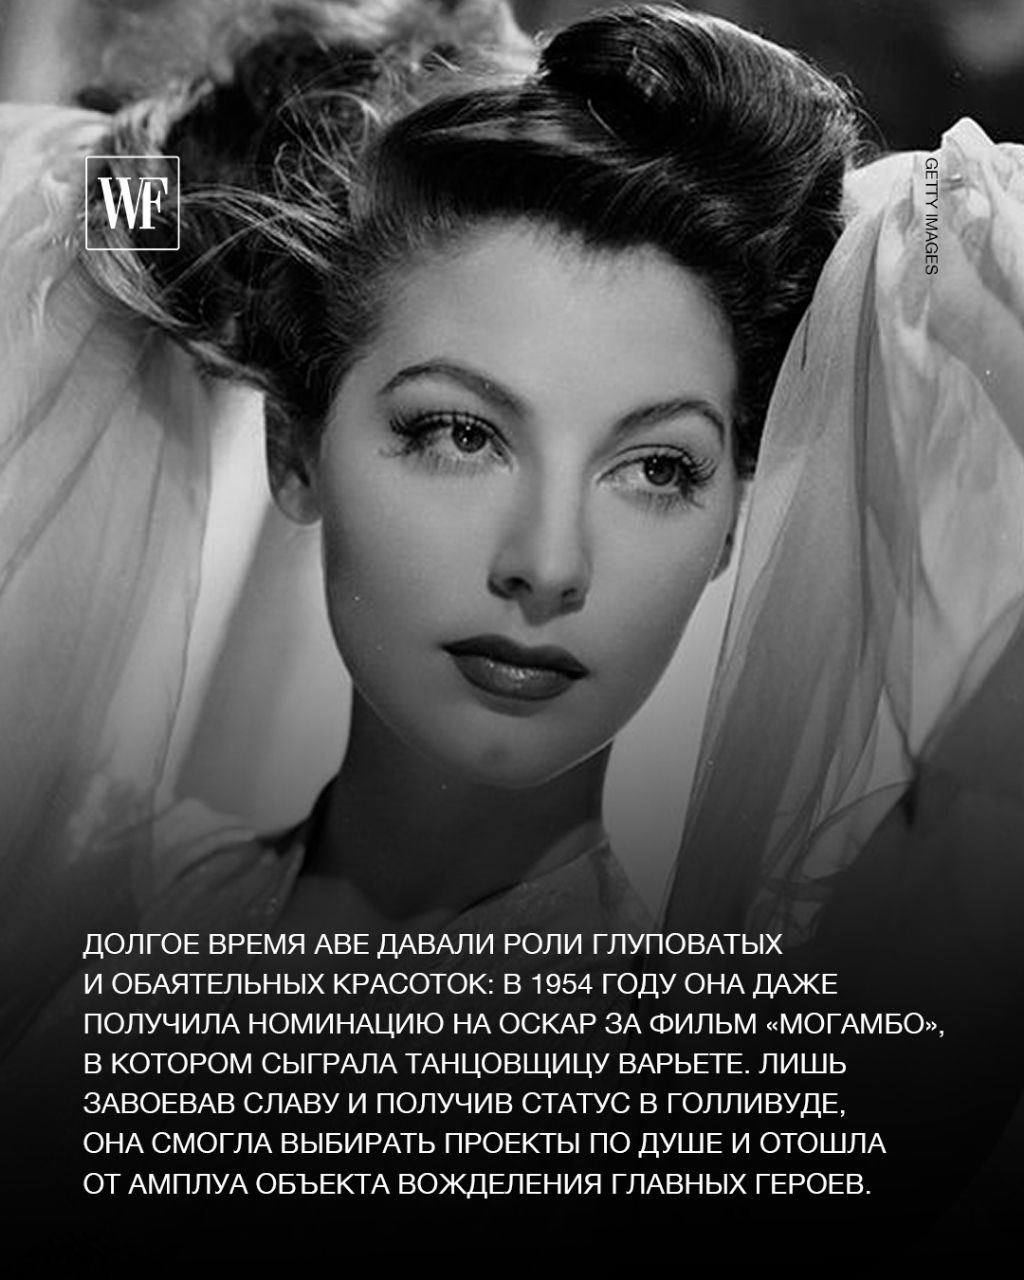 WF
GETTY IMAGES
ДОЛГОЕ ВРЕМЯ АВЕ ДАВАЛИ РОЛИ ГЛУПОВАТЫХ
И ОБАЯТЕЛЬНЫХ КРАСОТОК: В 1954 ГОДУ ОНА ДАЖЕ
ПОЛУЧИЛА НОМИНАЦИЮ НА ОСКАР ЗА ФИЛЬМ «МОГАМБО»,
В КОТОРОМ СЫГРАЛА ТАНЦОВЩИЦУ ВАРЬЕТЕ. ЛИШЬ
ЗАВОЕВАВ СЛАВУ И ПОЛУЧИВ СТАТУС В ГОЛЛИВУДЕ,
ОНА СМОГЛА ВЫБИРАТЬ ПРОЕКТЫ ПО ДУШЕ И ОТОШЛА
ОТ АМПЛУА ОБЪЕКТА ВОЖДЕЛЕНИЯ ГЛАВНЫХ ГЕРОЕВ.